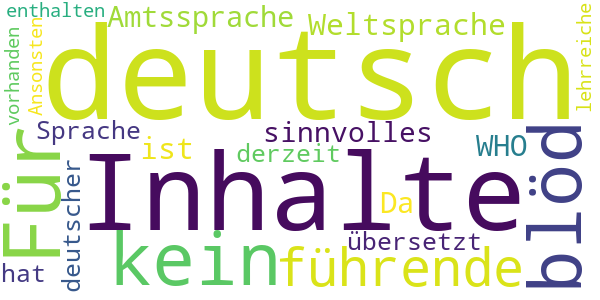 enthalten
Amtssprache
Weltsprache
lehrreiche
vorhanden
Ansonsten
deutsch
Für
Sprache
ist
sinnvolles
derzeit
WHO
blöd
Inhalte
deutscher
Da
kein
führende
übersetzt
hat